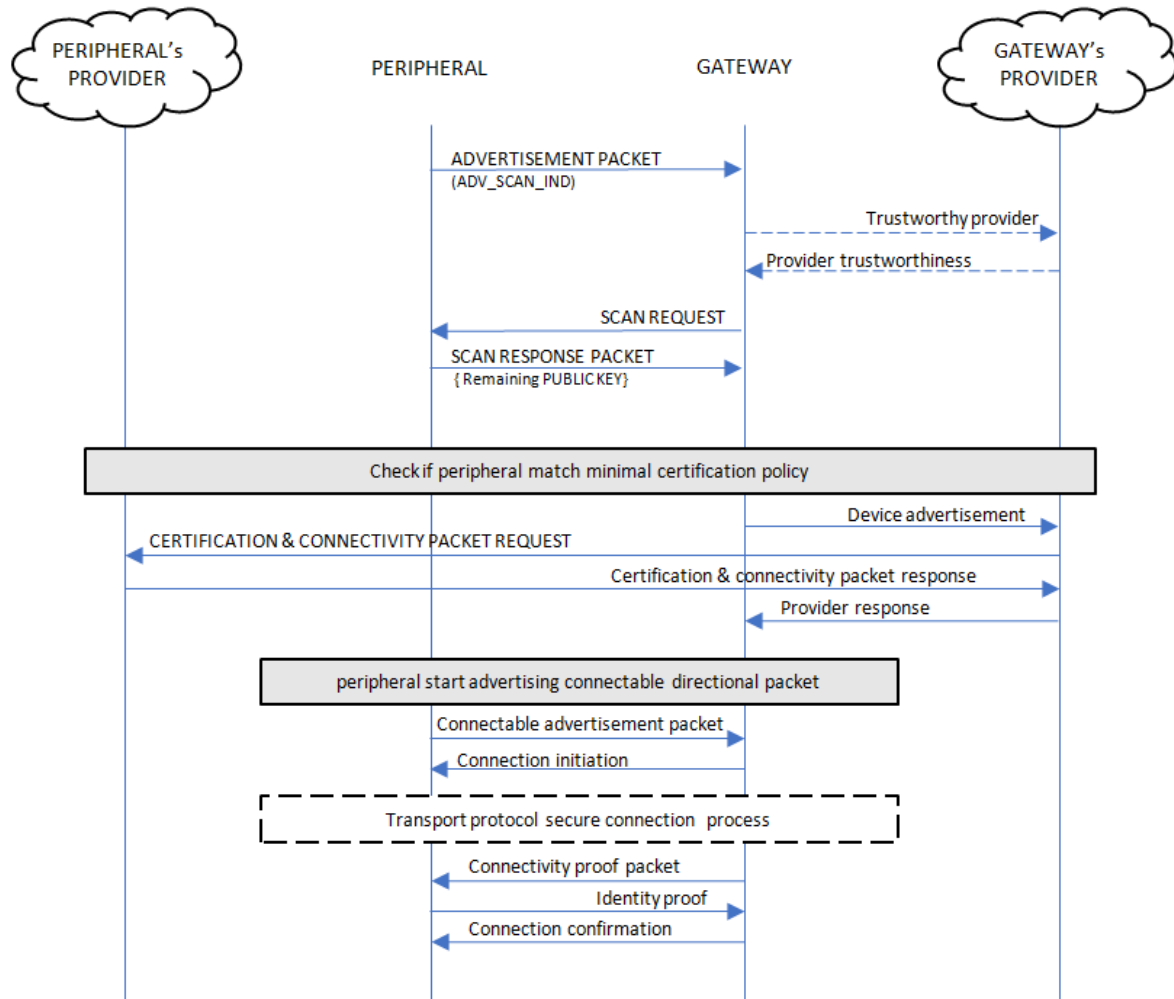 PERIPHERAL's
PROVIDER
PERIPHERAL
GATEWAY
GATEWAY's
PROVIDER
ADVERTISEMENT PACKET
(ADV_SCAN_IND)
Trustworthy provider
Provider trustworthiness
SCAN REQUEST
SCAN RESPONSE PACKET
{ Remaining PUBLIC KEY}
Check if peripheral match minimal certification policy
Device advertisement
CERTIFICATION & CONNECTIVITY PACKET REQUEST
Certification & connectivity packet response
Provider response
peripheral start advertising connectable directional packet
Connectable advertisement packet
Connection initiation
Transport protocol secure connection process
Connectivity proof packet
Identity proof
Connection confirmation